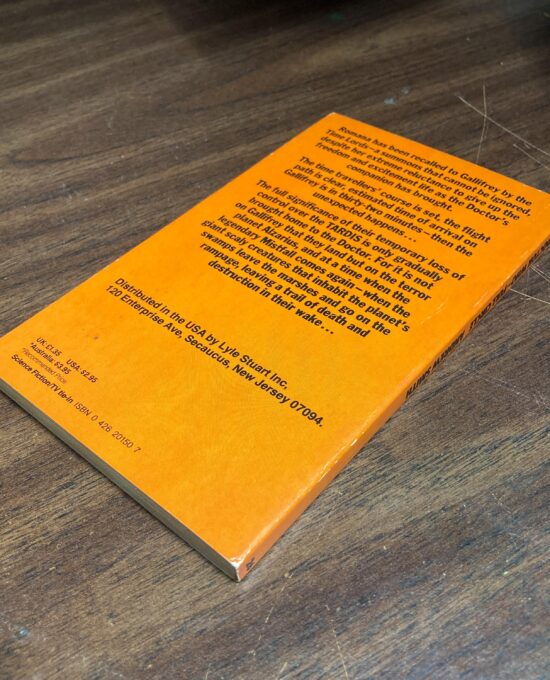 Romana has been recalled to Gallifrey by the
Time Lords—a summons that cannot be ignored,
despite her extreme reluctance to give up the
freedom and excitement life as the Doctor's
companion has brought.
The time travellers' course is set, the flight
path is clear, estimated time of arrival on
Gallifrey is in thirty-two minutes—then the
unexpected happens...
The full significance of their temporary loss of
control over the TARDIS is only gradually
brought home to the Doctor. For it is not
on Gallifrey that they land but on the terror
planet Alzarius, and at a time when the
legendary Mistfall comes again—when the
giant scaly creatures that inhabit the planet's
swamps leave the marshes and go on the
rampage, leaving a trail of death and
destruction in their wake...
Distributed in the USA by Lyle Stuart Inc,
120 Enterprise Ave, Secaucus, New Jersey 07094.
UK: £1.35 USA: $2.95
*Australia: $3.95
*Recommended Price
Science Fiction/TV tie-in ISBN 0 426 20150 7